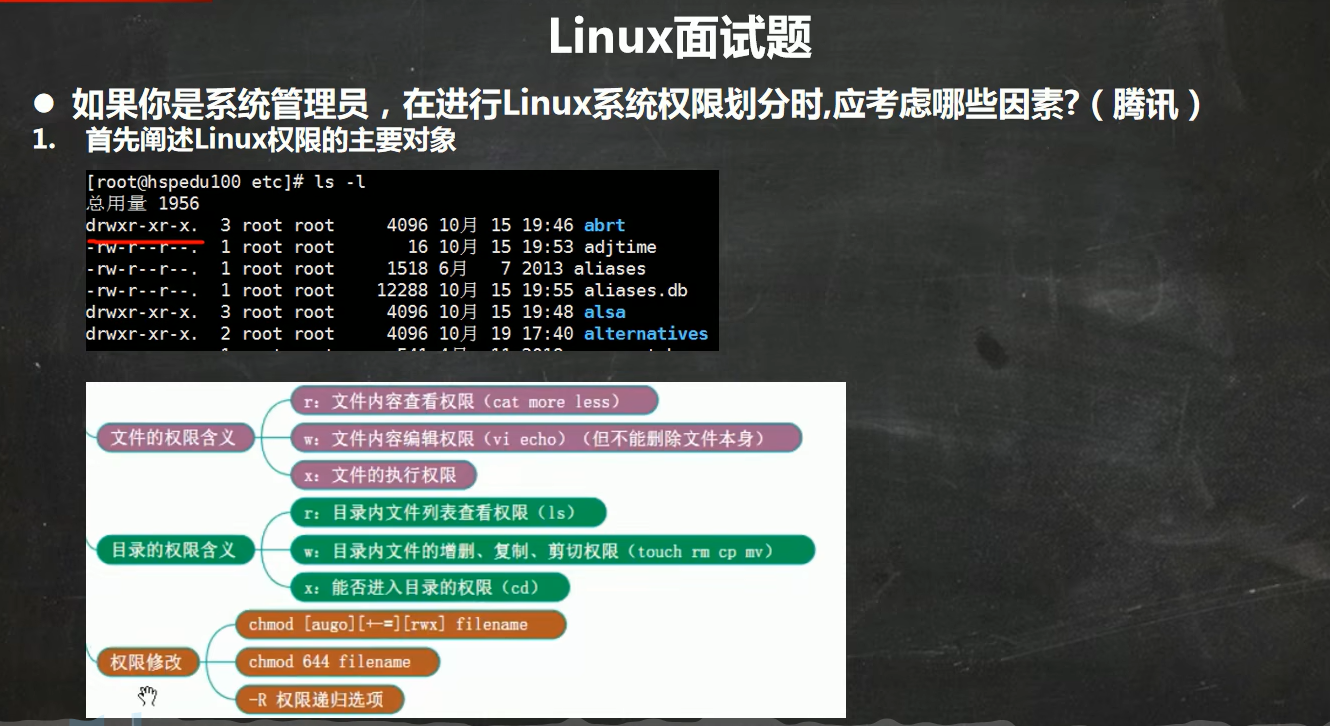 Linux面试题
● 如果你是系统管理员，在进行Linux系统权限划分时,应考虑哪些因素?（腾讯）
1. 首先阐述Linux权限的主要对象
[root@hspedu100 etc]# ls -l
总用量 1956
drwxr-xr-x. 3 root root 4096 10月 15 19:46 abrt
-rw-r--r--. 1 root root 16 10月 15 19:53 adjtime
-rw-r--r--. 1 root root 1518 6月 7 2013 aliases
-rw-r--r--. 1 root root 12288 10月 15 19:55 aliases.db
drwxr-xr-x. 3 root root 4096 10月 15 19:48 alsa
drwxr-xr-x. 2 root root 4096 10月 19 17:40 alternatives
文件的权限含义
r: 文件内容查看权限（cat more less）
w: 文件内容编辑权限（vi echo）（但不能删除文件本身）
x: 文件的执行权限
目录的权限含义
r: 目录内文件列表查看权限（ls）
w: 目录内文件的增删、复制、剪切权限（touch rm cp mv）
x: 能否进入目录的权限（cd）
权限修改
chmod [augo][+-=][rwx] filename
chmod 644 filename
-R 权限递归选项